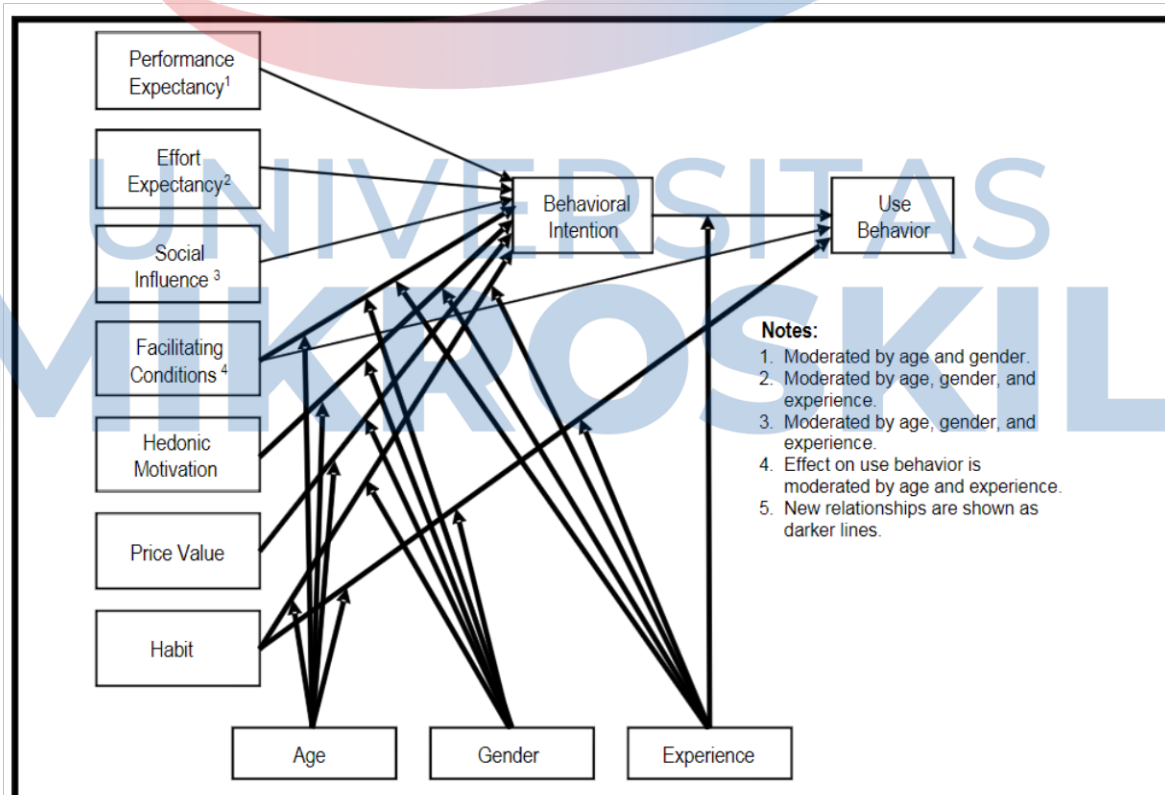 Performance
Expectancy1
Effort
Expectancy2
Social
Influence 3
Facilitating
Conditions 4
Hedonic
Motivation
Price Value
Habit
Behavioral
Intention
Use
Behavior
UNIVERSITAS
MIKROSKIL
Notes:
1. Moderated by age and gender.
2. Moderated by age, gender, and
experience.
3. Moderated by age, gender, and
experience.
4. Effect on use behavior is
moderated by age and experience.
5. New relationships are shown as
darker lines.
Age
Gender
Experience